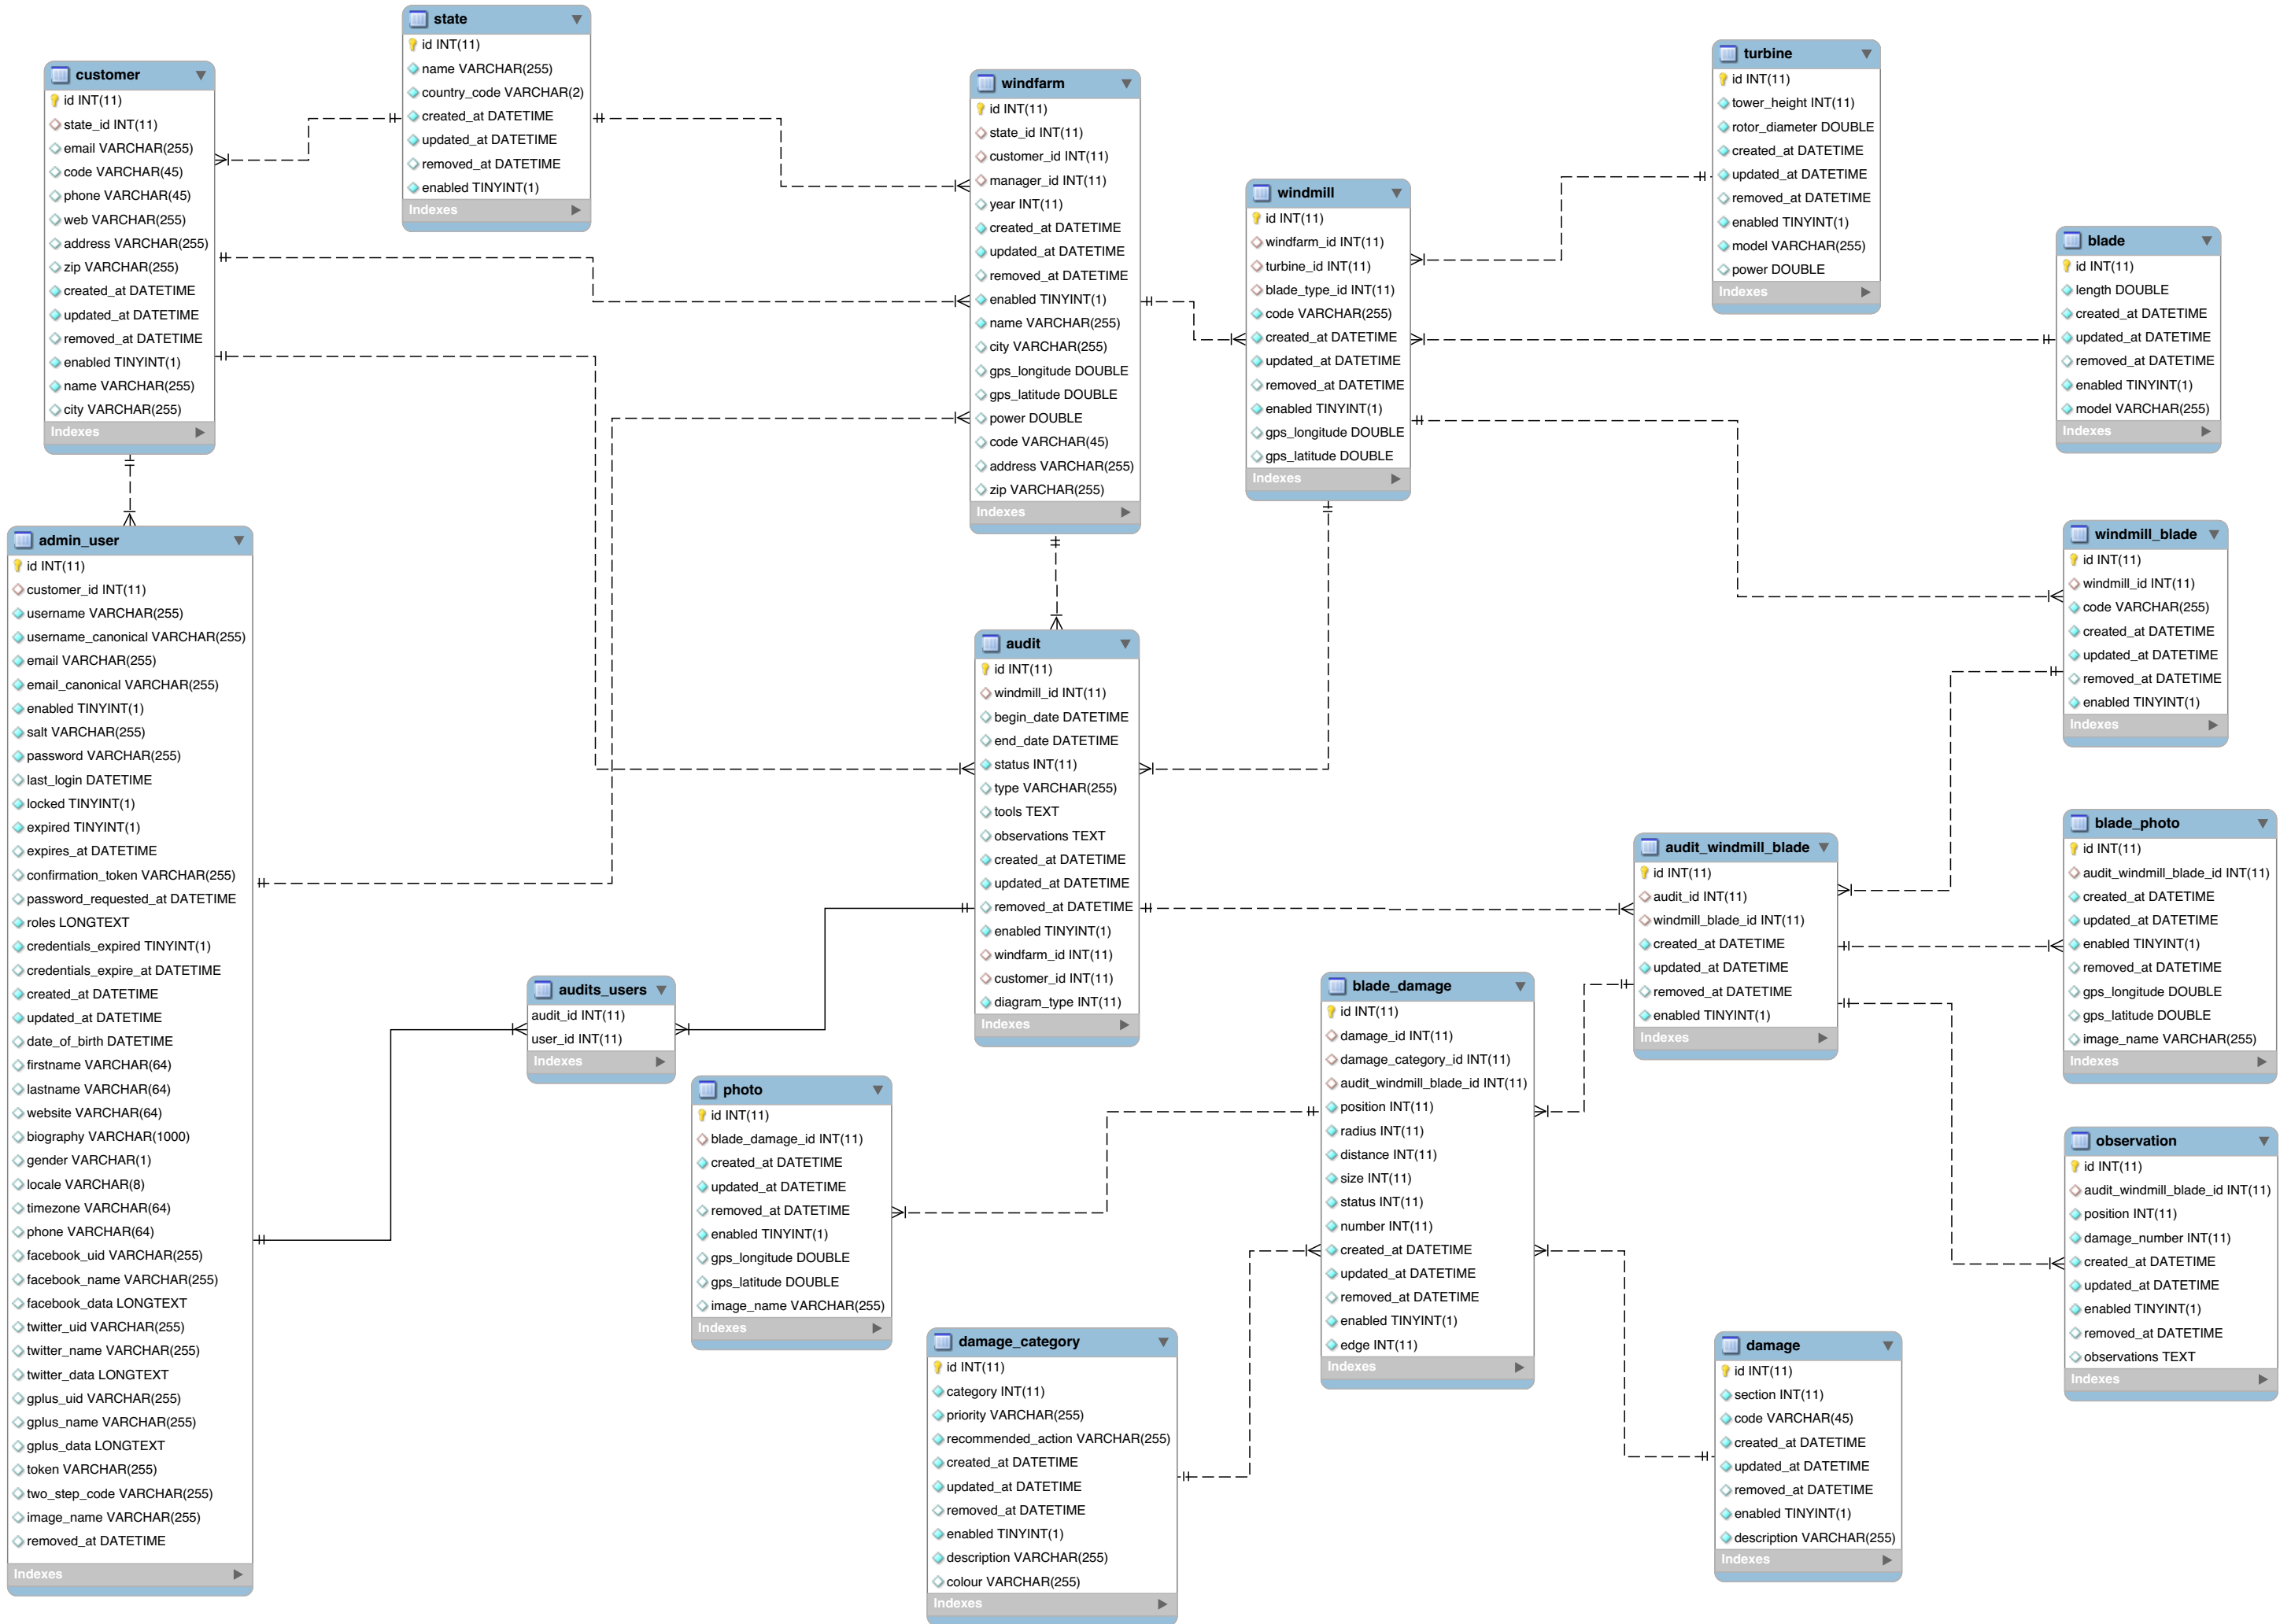 state
id INT(11)
name VARCHAR(255)
country_code VARCHAR(2)
created_at DATETIME
updated_at DATETIME
removed_at DATETIME
enabled TINYINT(1)
Indexes
customer
id INT(11)
state_id INT(11)
email VARCHAR(255)
code VARCHAR(45)
phone VARCHAR(45)
web VARCHAR(255)
address VARCHAR(255)
zip VARCHAR(255)
created_at DATETIME
updated_at DATETIME
removed_at DATETIME
enabled TINYINT(1)
name VARCHAR(255)
city VARCHAR(255)
Indexes
windfarm
id INT(11)
state_id INT(11)
customer_id INT(11)
manager_id INT(11)
year INT(11)
created_at DATETIME
updated_at DATETIME
removed_at DATETIME
enabled TINYINT(1)
name VARCHAR(255)
city VARCHAR(255)
gps_longitude DOUBLE
gps_latitude DOUBLE
power DOUBLE
code VARCHAR(45)
address VARCHAR(255)
zip VARCHAR(255)
Indexes
windmill
id INT(11)
windfarm_id INT(11)
turbine_id INT(11)
blade_type_id INT(11)
code VARCHAR(255)
created_at DATETIME
updated_at DATETIME
removed_at DATETIME
enabled TINYINT(1)
gps_longitude DOUBLE
gps_latitude DOUBLE
Indexes
turbine
id INT(11)
tower_height INT(11)
rotor_diameter DOUBLE
created_at DATETIME
updated_at DATETIME
removed_at DATETIME
enabled TINYINT(1)
model VARCHAR(255)
power DOUBLE
Indexes
blade
id INT(11)
length DOUBLE
created_at DATETIME
updated_at DATETIME
removed_at DATETIME
enabled TINYINT(1)
model VARCHAR(255)
Indexes
admin_user
id INT(11)
customer_id INT(11)
username VARCHAR(255)
username_canonical VARCHAR(255)
email VARCHAR(255)
email_canonical VARCHAR(255)
enabled TINYINT(1)
salt VARCHAR(255)
password VARCHAR(255)
last_login DATETIME
locked TINYINT(1)
expired TINYINT(1)
expires_at DATETIME
confirmation_token VARCHAR(255)
password_requested_at DATETIME
roles LONGTEXT
credentials_expired TINYINT(1)
credentials_expire_at DATETIME
created_at DATETIME
updated_at DATETIME
date_of_birth DATETIME
firstname VARCHAR(64)
lastname VARCHAR(64)
website VARCHAR(64)
biography VARCHAR(1000)
gender VARCHAR(1)
locale VARCHAR(8)
timezone VARCHAR(64)
phone VARCHAR(64)
facebook_uid VARCHAR(255)
facebook_name VARCHAR(255)
facebook_data LONGTEXT
twitter_uid VARCHAR(255)
twitter_name VARCHAR(255)
twitter_data LONGTEXT
gplus_uid VARCHAR(255)
gplus_name VARCHAR(255)
gplus_data LONGTEXT
token VARCHAR(255)
two_step_code VARCHAR(255)
image_name VARCHAR(255)
removed_at DATETIME
Indexes
windmill_blade
id INT(11)
windmill_id INT(11)
code VARCHAR(255)
created_at DATETIME
updated_at DATETIME
removed_at DATETIME
enabled TINYINT(1)
Indexes
audit
id INT(11)
windmill_id INT(11)
begin_date DATETIME
end_date DATETIME
status INT(11)
type VARCHAR(255)
tools TEXT
observations TEXT
created_at DATETIME
updated_at DATETIME
removed_at DATETIME
enabled TINYINT(1)
windfarm_id INT(11)
customer_id INT(11)
diagram_type INT(11)
Indexes
audit_windmill_blade
id INT(11)
audit_id INT(11)
windmill_blade_id INT(11)
created_at DATETIME
updated_at DATETIME
removed_at DATETIME
enabled TINYINT(1)
Indexes
blade_photo
id INT(11)
audit_windmill_blade_id INT(11)
created_at DATETIME
updated_at DATETIME
enabled TINYINT(1)
removed_at DATETIME
gps_longitude DOUBLE
gps_latitude DOUBLE
image_name VARCHAR(255)
Indexes
audits_users
audit_id INT(11)
user_id INT(11)
Indexes
blade_damage
id INT(11)
damage_id INT(11)
damage_category_id INT(11)
audit_windmill_blade_id INT(11)
position INT(11)
radius INT(11)
distance INT(11)
size INT(11)
status INT(11)
number INT(11)
created_at DATETIME
updated_at DATETIME
removed_at DATETIME
enabled TINYINT(1)
edge INT(11)
Indexes
photo
id INT(11)
blade_damage_id INT(11)
created_at DATETIME
updated_at DATETIME
removed_at DATETIME
enabled TINYINT(1)
gps_longitude DOUBLE
gps_latitude DOUBLE
image_name VARCHAR(255)
Indexes
observation
id INT(11)
audit_windmill_blade_id INT(11)
position INT(11)
damage_number INT(11)
created_at DATETIME
updated_at DATETIME
enabled TINYINT(1)
removed_at DATETIME
observations TEXT
Indexes
damage_category
id INT(11)
category INT(11)
priority VARCHAR(255)
recommended_action VARCHAR(255)
created_at DATETIME
updated_at DATETIME
removed_at DATETIME
enabled TINYINT(1)
description VARCHAR(255)
colour VARCHAR(255)
Indexes
damage
id INT(11)
section INT(11)
code VARCHAR(45)
created_at DATETIME
updated_at DATETIME
removed_at DATETIME
enabled TINYINT(1)
description VARCHAR(255)
Indexes